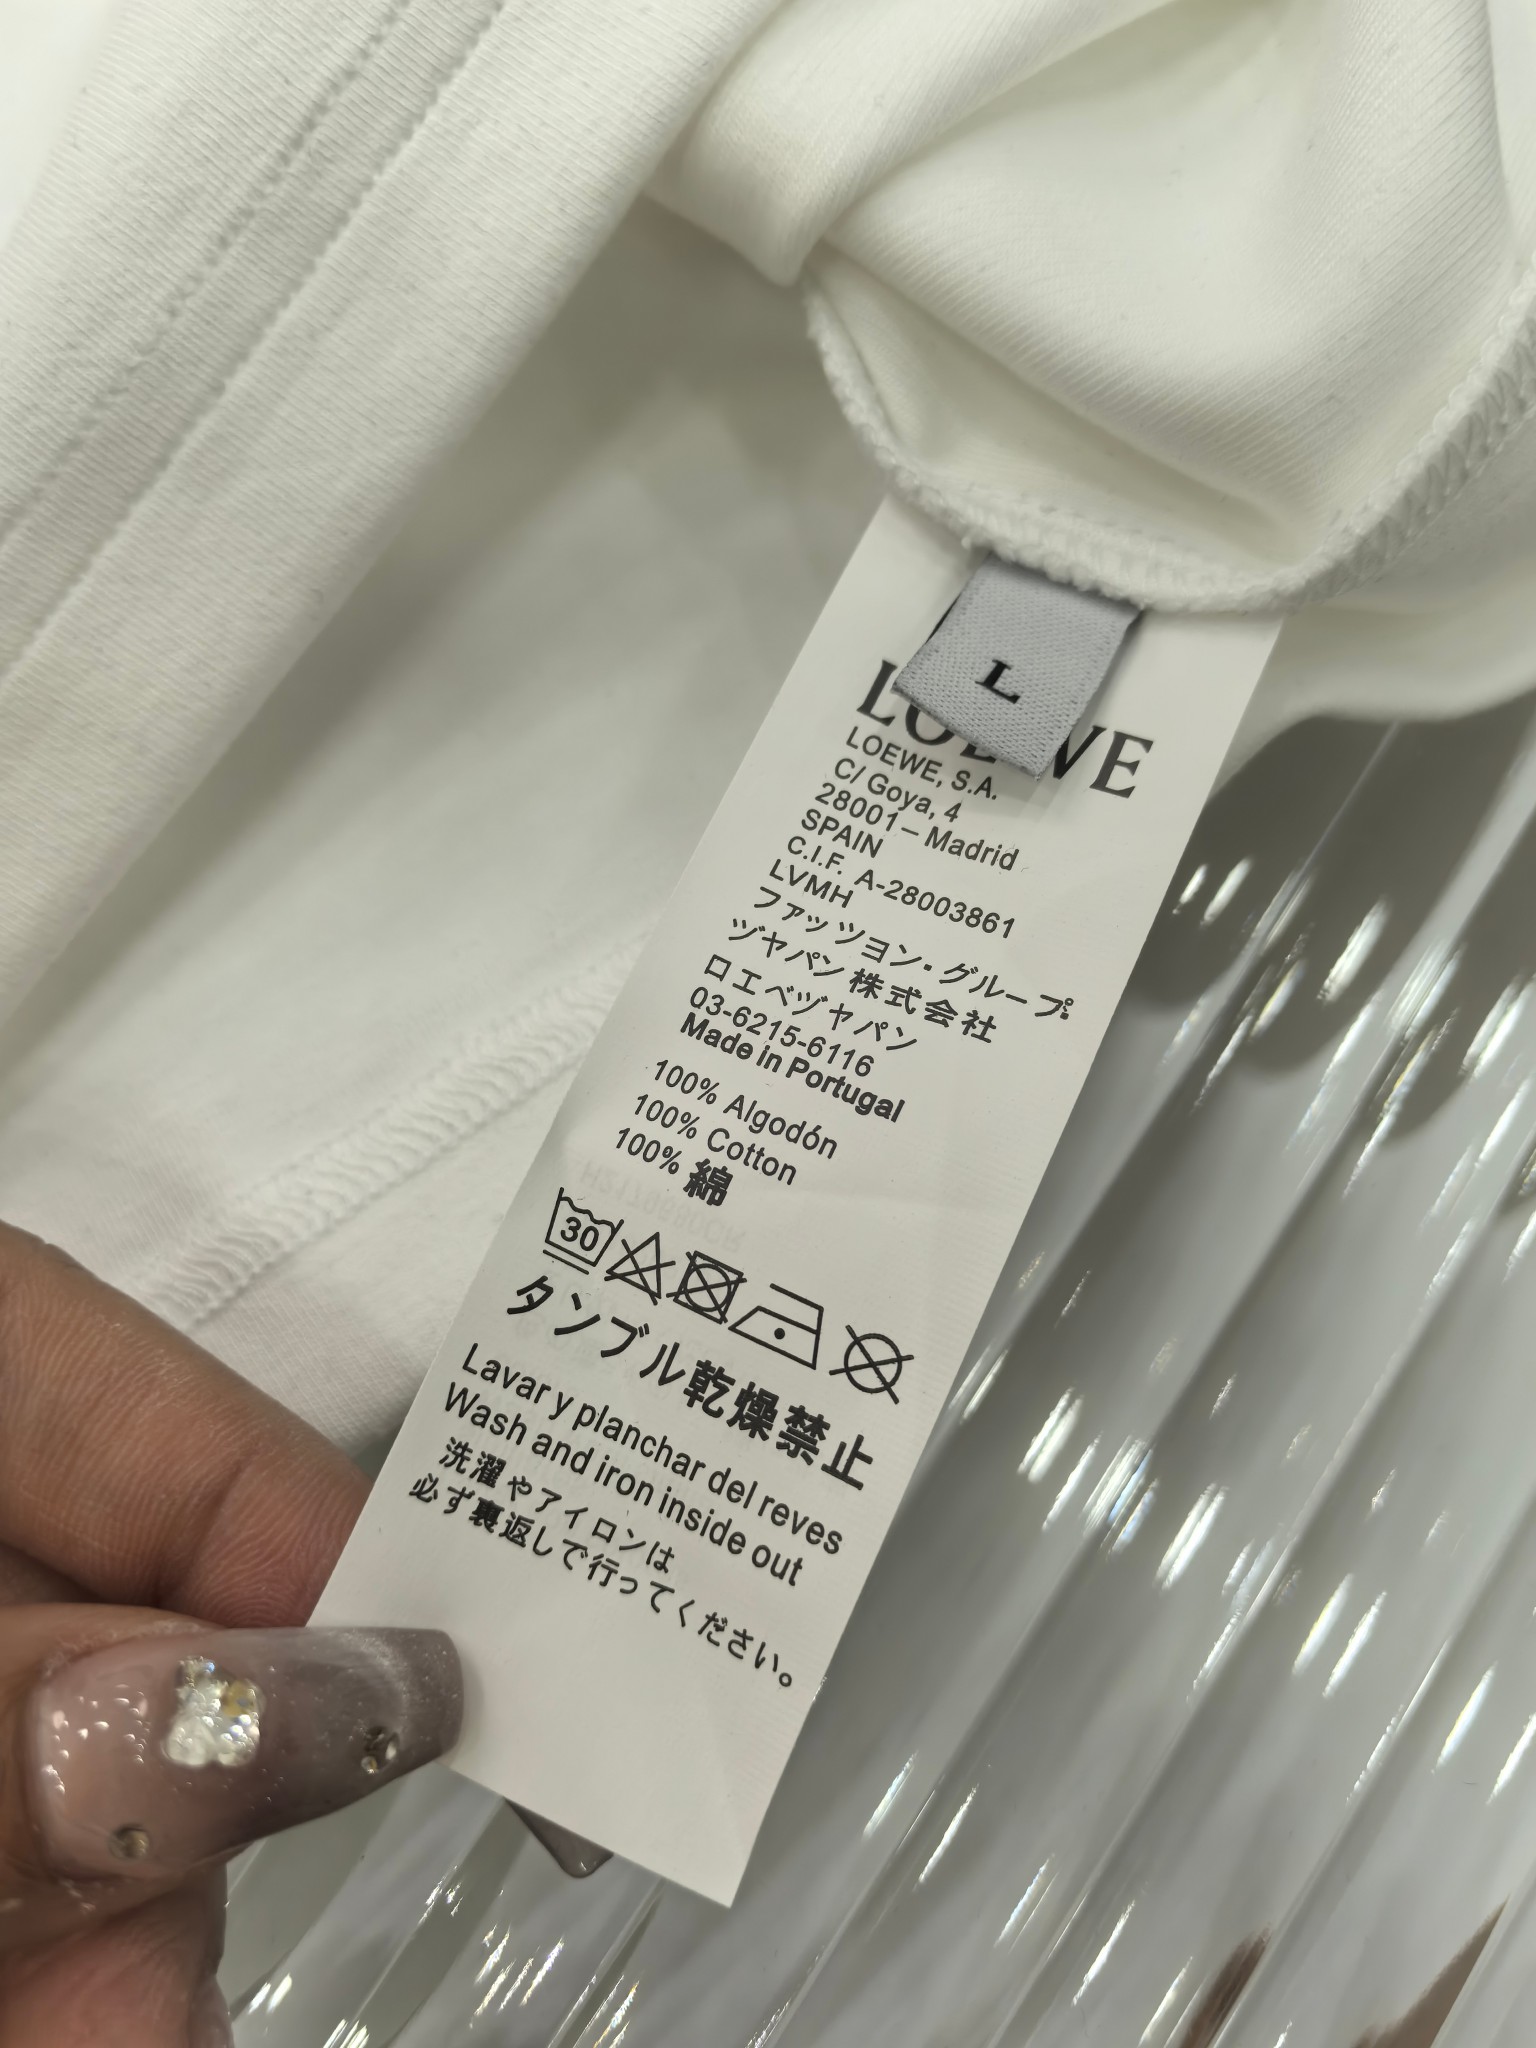 L
LOEWE
LOEWE, S.A.
C/ Goya, 4
28001 – Madrid
SPAIN
C.I.F. A-28003861
LVMH
ファッツョン・グループ
ヅャパン株式会社
ロエベヅャパン
03-6215-6116
Made in Portugal
100% Algodón
100% Cotton
100% 綿
30
タンブル乾燥禁止
Lavar y planchar del reves
Wash and iron inside out
洗濯やアイロンは
必ず裏返しで行ってください。